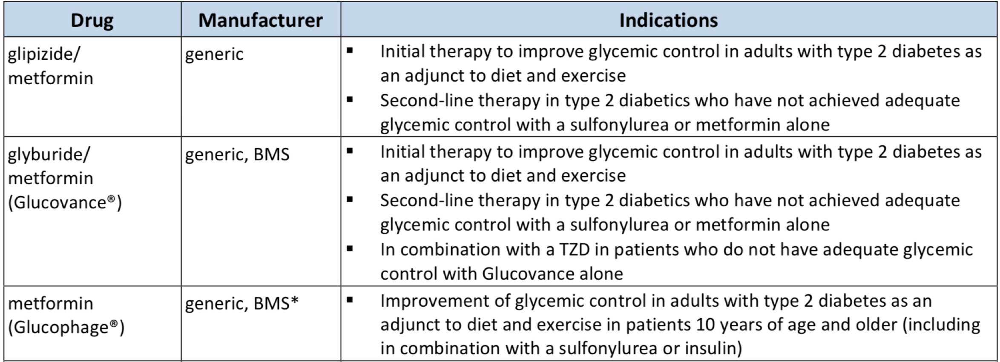 Drug Manufacturer Indications
glipizide/
metformin
generic
▪ Initial therapy to improve glycemic control in adults with type 2 diabetes as
an adjunct to diet and exercise
▪ Second-line therapy in type 2 diabetics who have not achieved adequate
glycemic control with a sulfonylurea or metformin alone
glyburide/
metformin
(Glucovance®)
generic, BMS
▪ Initial therapy to improve glycemic control in adults with type 2 diabetes as
an adjunct to diet and exercise
▪ Second-line therapy in type 2 diabetics who have not achieved adequate
glycemic control with a sulfonylurea or metformin alone
▪ In combination with a TZD in patients who do not have adequate glycemic
control with Glucovance alone
metformin
(Glucophage®)
generic, BMS*
▪ Improvement of glycemic control in adults with type 2 diabetes as an
adjunct to diet and exercise in patients 10 years of age and older (including
in combination with a sulfonylurea or insulin)